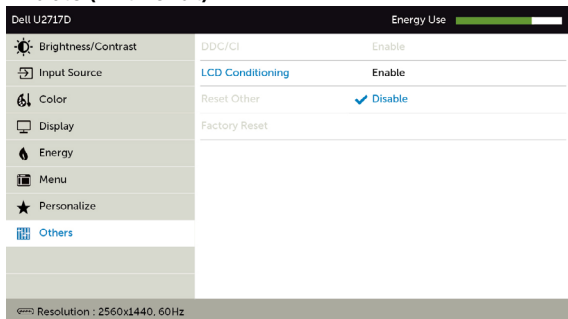 Dell U2717D Energy Use
Brightness/Contrast DDC/CI Enable
Input Source LCD Conditioning Enable
Color Reset Other Disable
Display Factory Reset
Energy
Menu
Personalize
Others
Resolution : 2560x1440, 60Hz